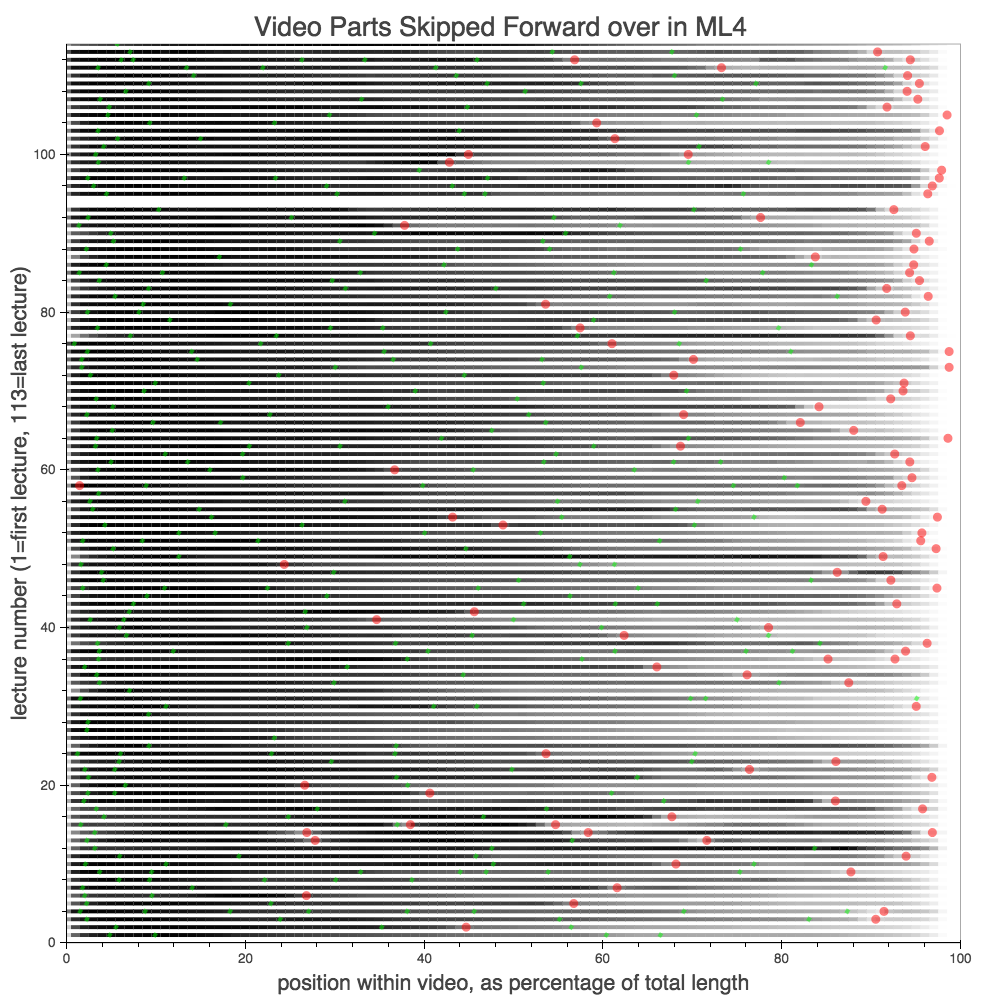 Video Parts Skipped Forward over in ML4
lecture number (1=first lecture, 113=last lecture)
100
80
60
40
20
0
0 20 40 60 80 100
position within video, as percentage of total length